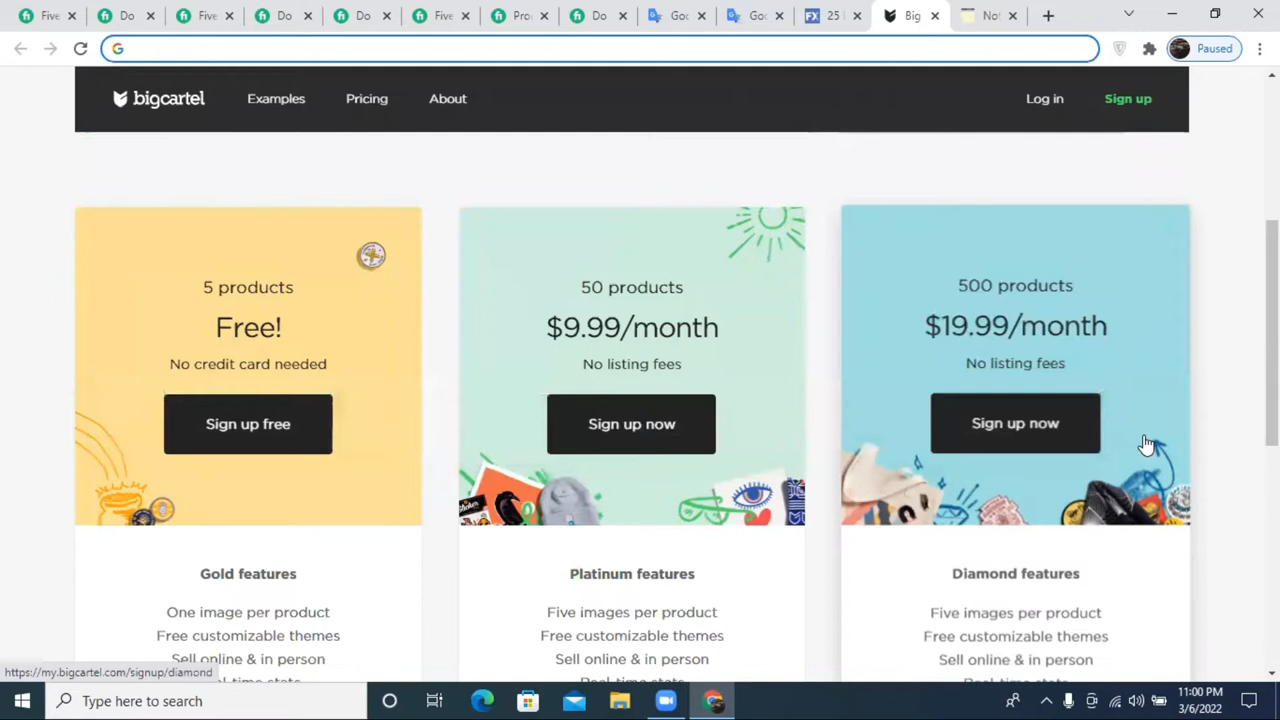 Five
Do
Five
Do
Do
Five
Pro
Do
Goo
Goo
FX 25 l
Big
Not
Paused
bigcartel Examples Pricing About Log in Sign up
5 products
Free!
No credit card needed
Sign up free
50 products
$9.99/month
No listing fees
Sign up now
500 products
$19.99/month
No listing fees
Sign up now
Gold features
One image per product
Free customizable themes
Sell online & in person
Platinum features
Five images per product
Free customizable themes
Sell online & in person
Diamond features
Five images per product
Free customizable themes
Sell online & in person
https://my.bigcartel.com/signup/diamond
Type here to search
11:00 PM
3/6/2022